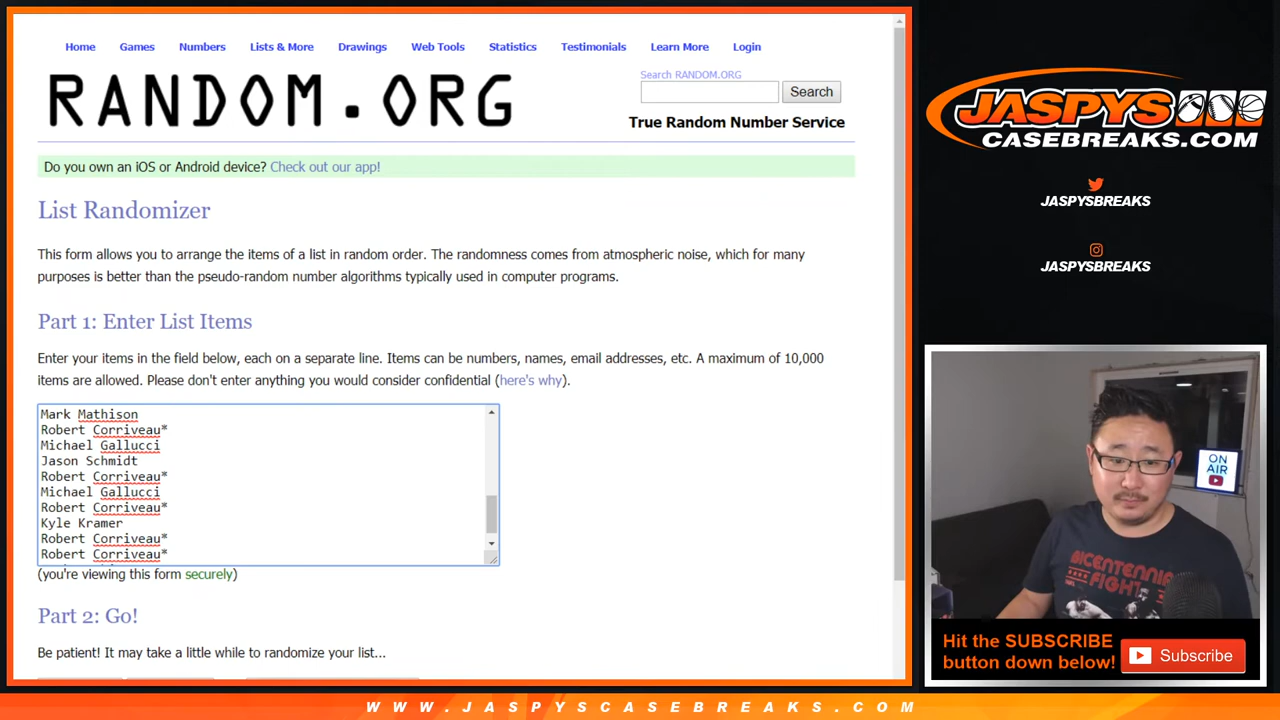 Home Games Numbers Lists & More Drawings Web Tools Statistics Testimonials Learn More Login
RANDOM.ORG
Search RANDOM.ORG
Search
True Random Number Service
Do you own an iOS or Android device? Check out our app!
List Randomizer
This form allows you to arrange the items of a list in random order. The randomness comes from atmospheric noise, which for many
purposes is better than the pseudo-random number algorithms typically used in computer programs.
Part 1: Enter List Items
Enter your items in the field below, each on a separate line. Items can be numbers, names, email addresses, etc. A maximum of 10,000
items are allowed. Please don't enter anything you would consider confidential (here's why).
Mark Mathison
Robert Corriveau*
Michael Gallucci
Jason Schmidt
Robert Corriveau*
Michael Gallucci
Robert Corriveau*
Kyle Kramer
Robert Corriveau*
Robert Corriveau*
(you're viewing this form securely)
Part 2: Go!
Be patient! It may take a little while to randomize your list...
JASPYS
CASEBREAKS.COM
JASPYSBREAKS
JASPYSBREAKS
ON
AIR
BICENTENNIAL
FIGHT
Hit the SUBSCRIBE
button down below!
Subscribe
WWW.JASPYSCASEBREAKS.COM